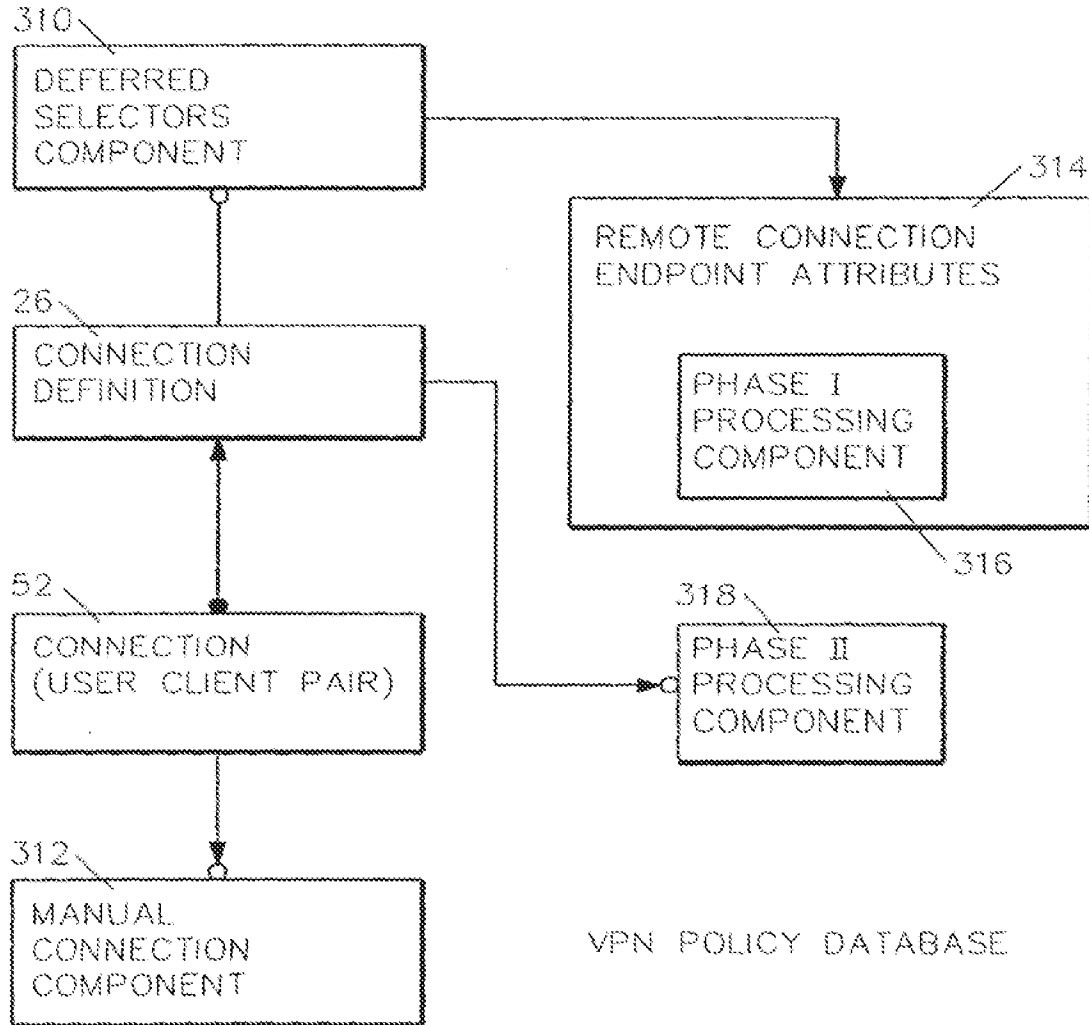 310
DEFERRED
SELECTORS
COMPONENT
314
REMOTE CONNECTION
ENDPOINT ATTRIBUTES
26
CONNECTION
DEFINITION
PHASE I
PROCESSING
COMPONENT
316
52
CONNECTION
(USER CLIENT PAIR)
318
PHASE II
PROCESSING
COMPONENT
312
MANUAL
CONNECTION
COMPONENT
VPN POLICY DATABASE